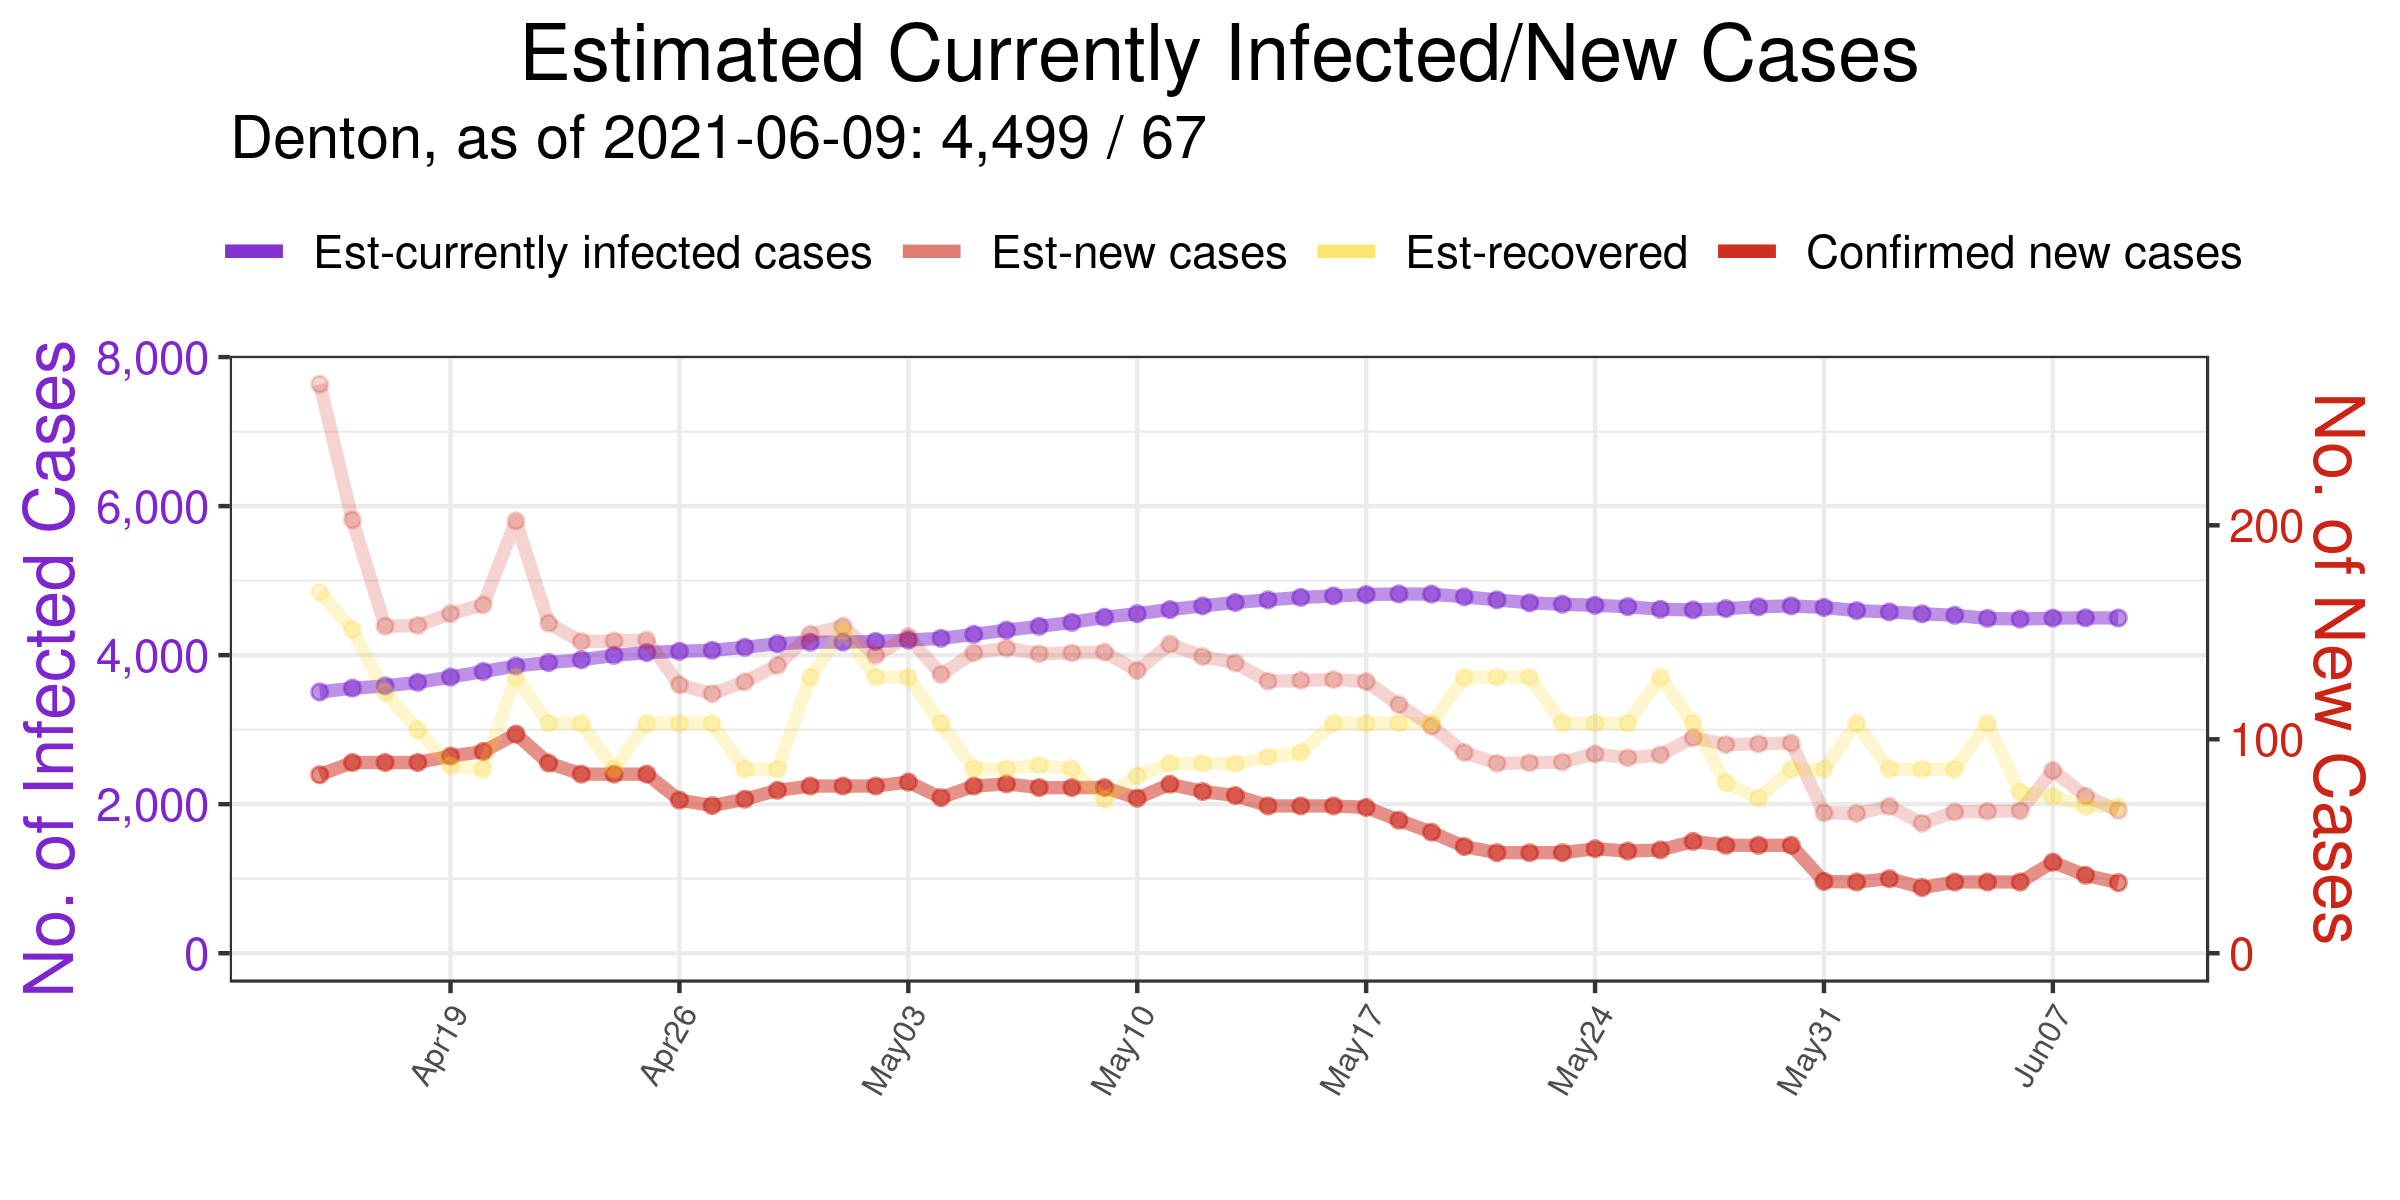 Estimated Currently Infected/New Cases
Denton, as of 2021-06-09: 4,499 / 67
Est-currently infected cases Est-new cases Est-recovered Confirmed new cases
No. of Infected Cases
8,000
6,000
4,000
2,000
0
200
100
0
No. of New Cases
Apr19 Apr26 May03 May10 May17 May24 May31 Jun07